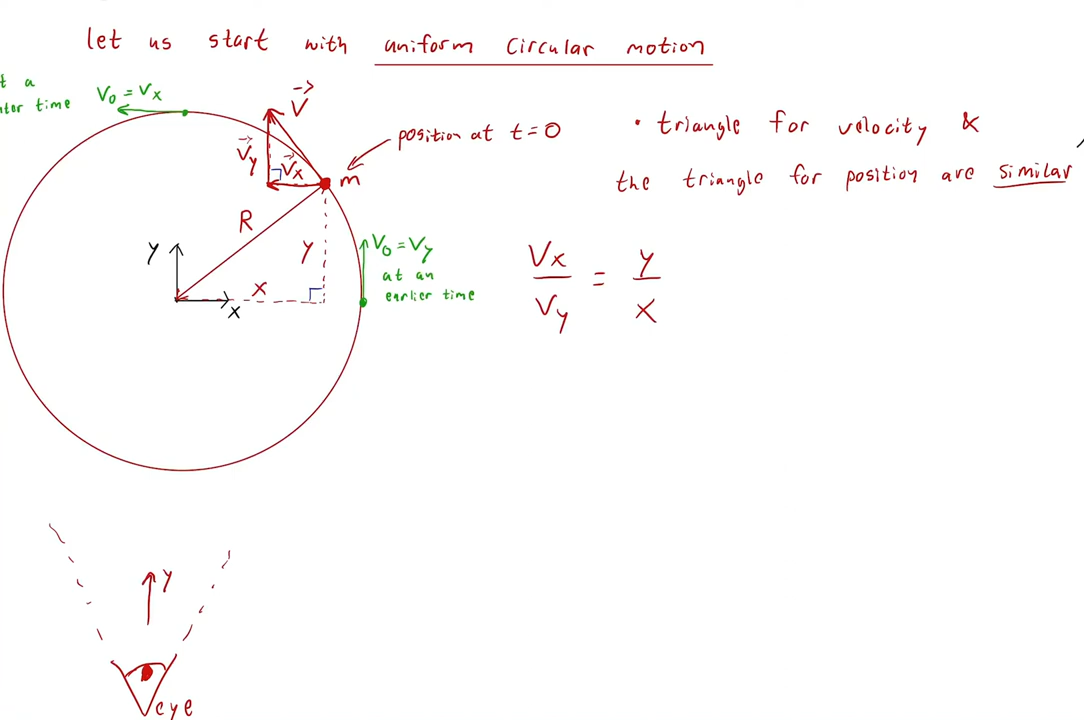 let us start with uniform circular motion
t a
time
V₀ = Vx
V
Vy
Vx
m
position at t=0
• triangle for velocity &
the triangle for position are similar
R
y
x
y
x
V₀ = Vy
at an
earlier time
Vx/Vy = y/x
y
eye